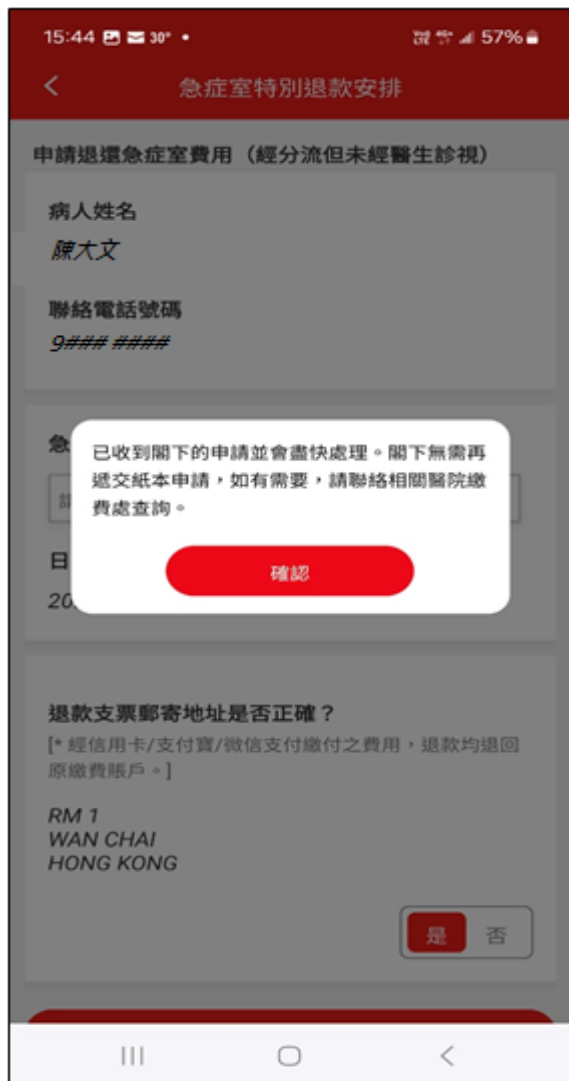 15:44 30° • 57%
急症室特別退款安排
申請退還急症室費用（經分流但未經醫生診視）
病人姓名
陳大文
聯絡電話號碼
9### ####
急
已收到閣下的申請並會盡快處理。閣下無需再
遞交紙本申請，如有需要，請聯絡相關醫院繳
費處查詢。
確認
日
20
退款支票郵寄地址是否正確？
[* 經信用卡/支付寶/微信支付繳付之費用，退款均退回
原繳費賬戶。]
RM 1
WAN CHAI
HONG KONG
是 否